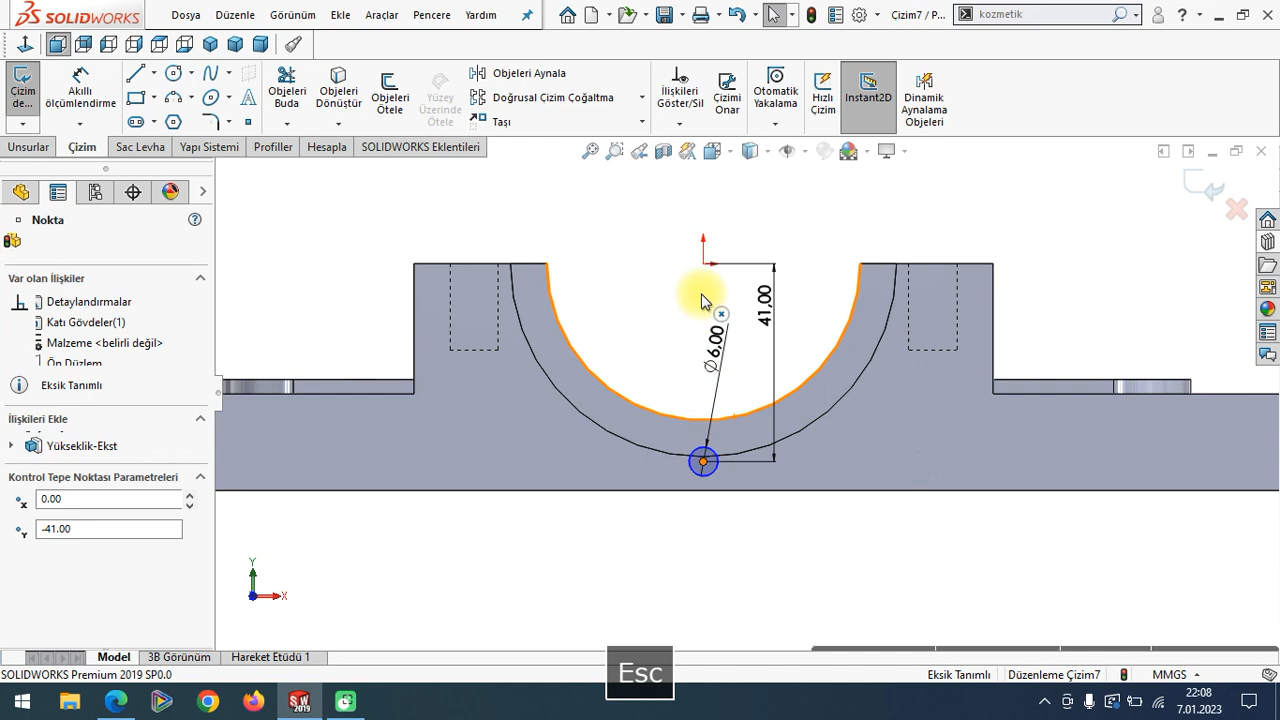 SOLIDWORKS
Dosya Düzenle Görünüm Ekle Araçlar Pencere Yardım
Çizim7 / P...
kozmetik
Çizim de...
Akıllı ölçümlendirme
Objeleri Buda
Objeleri Dönüştür
Objeleri Ötele
Yüzey Üzerinde Ötele
Objeleri Aynala
Doğrusal Çizim Çoğaltma
Taşı
İlişkileri Göster/Sil
Çizimi Onar
Otomatik Yakalama
Hızlı Çizim
Instant2D
Dinamik Aynalama Objeleri
Unsurlar Çizim Sac Levha Yapı Sistemi Profiller Hesapla SOLIDWORKS Eklentileri
Nokta
Var olan İlişkiler
Detaylandırmalar
Katı Gövdeler(1)
Malzeme <belirli değil>
Ön Düzlem
Eksik Tanımlı
İlişkileri Ekle
Yükseklik-Ekst
Kontrol Tepe Noktası Parametreleri
0.00
-41.00
41,00
∅6,00
Y
X
Model 3B Görünüm Hareket Etüdü 1
Esc
SOLIDWORKS Premium 2019 SP0.0
Eksik Tanımlı Düzenleme Çizim7 MMGS
22:08
7.01.2023